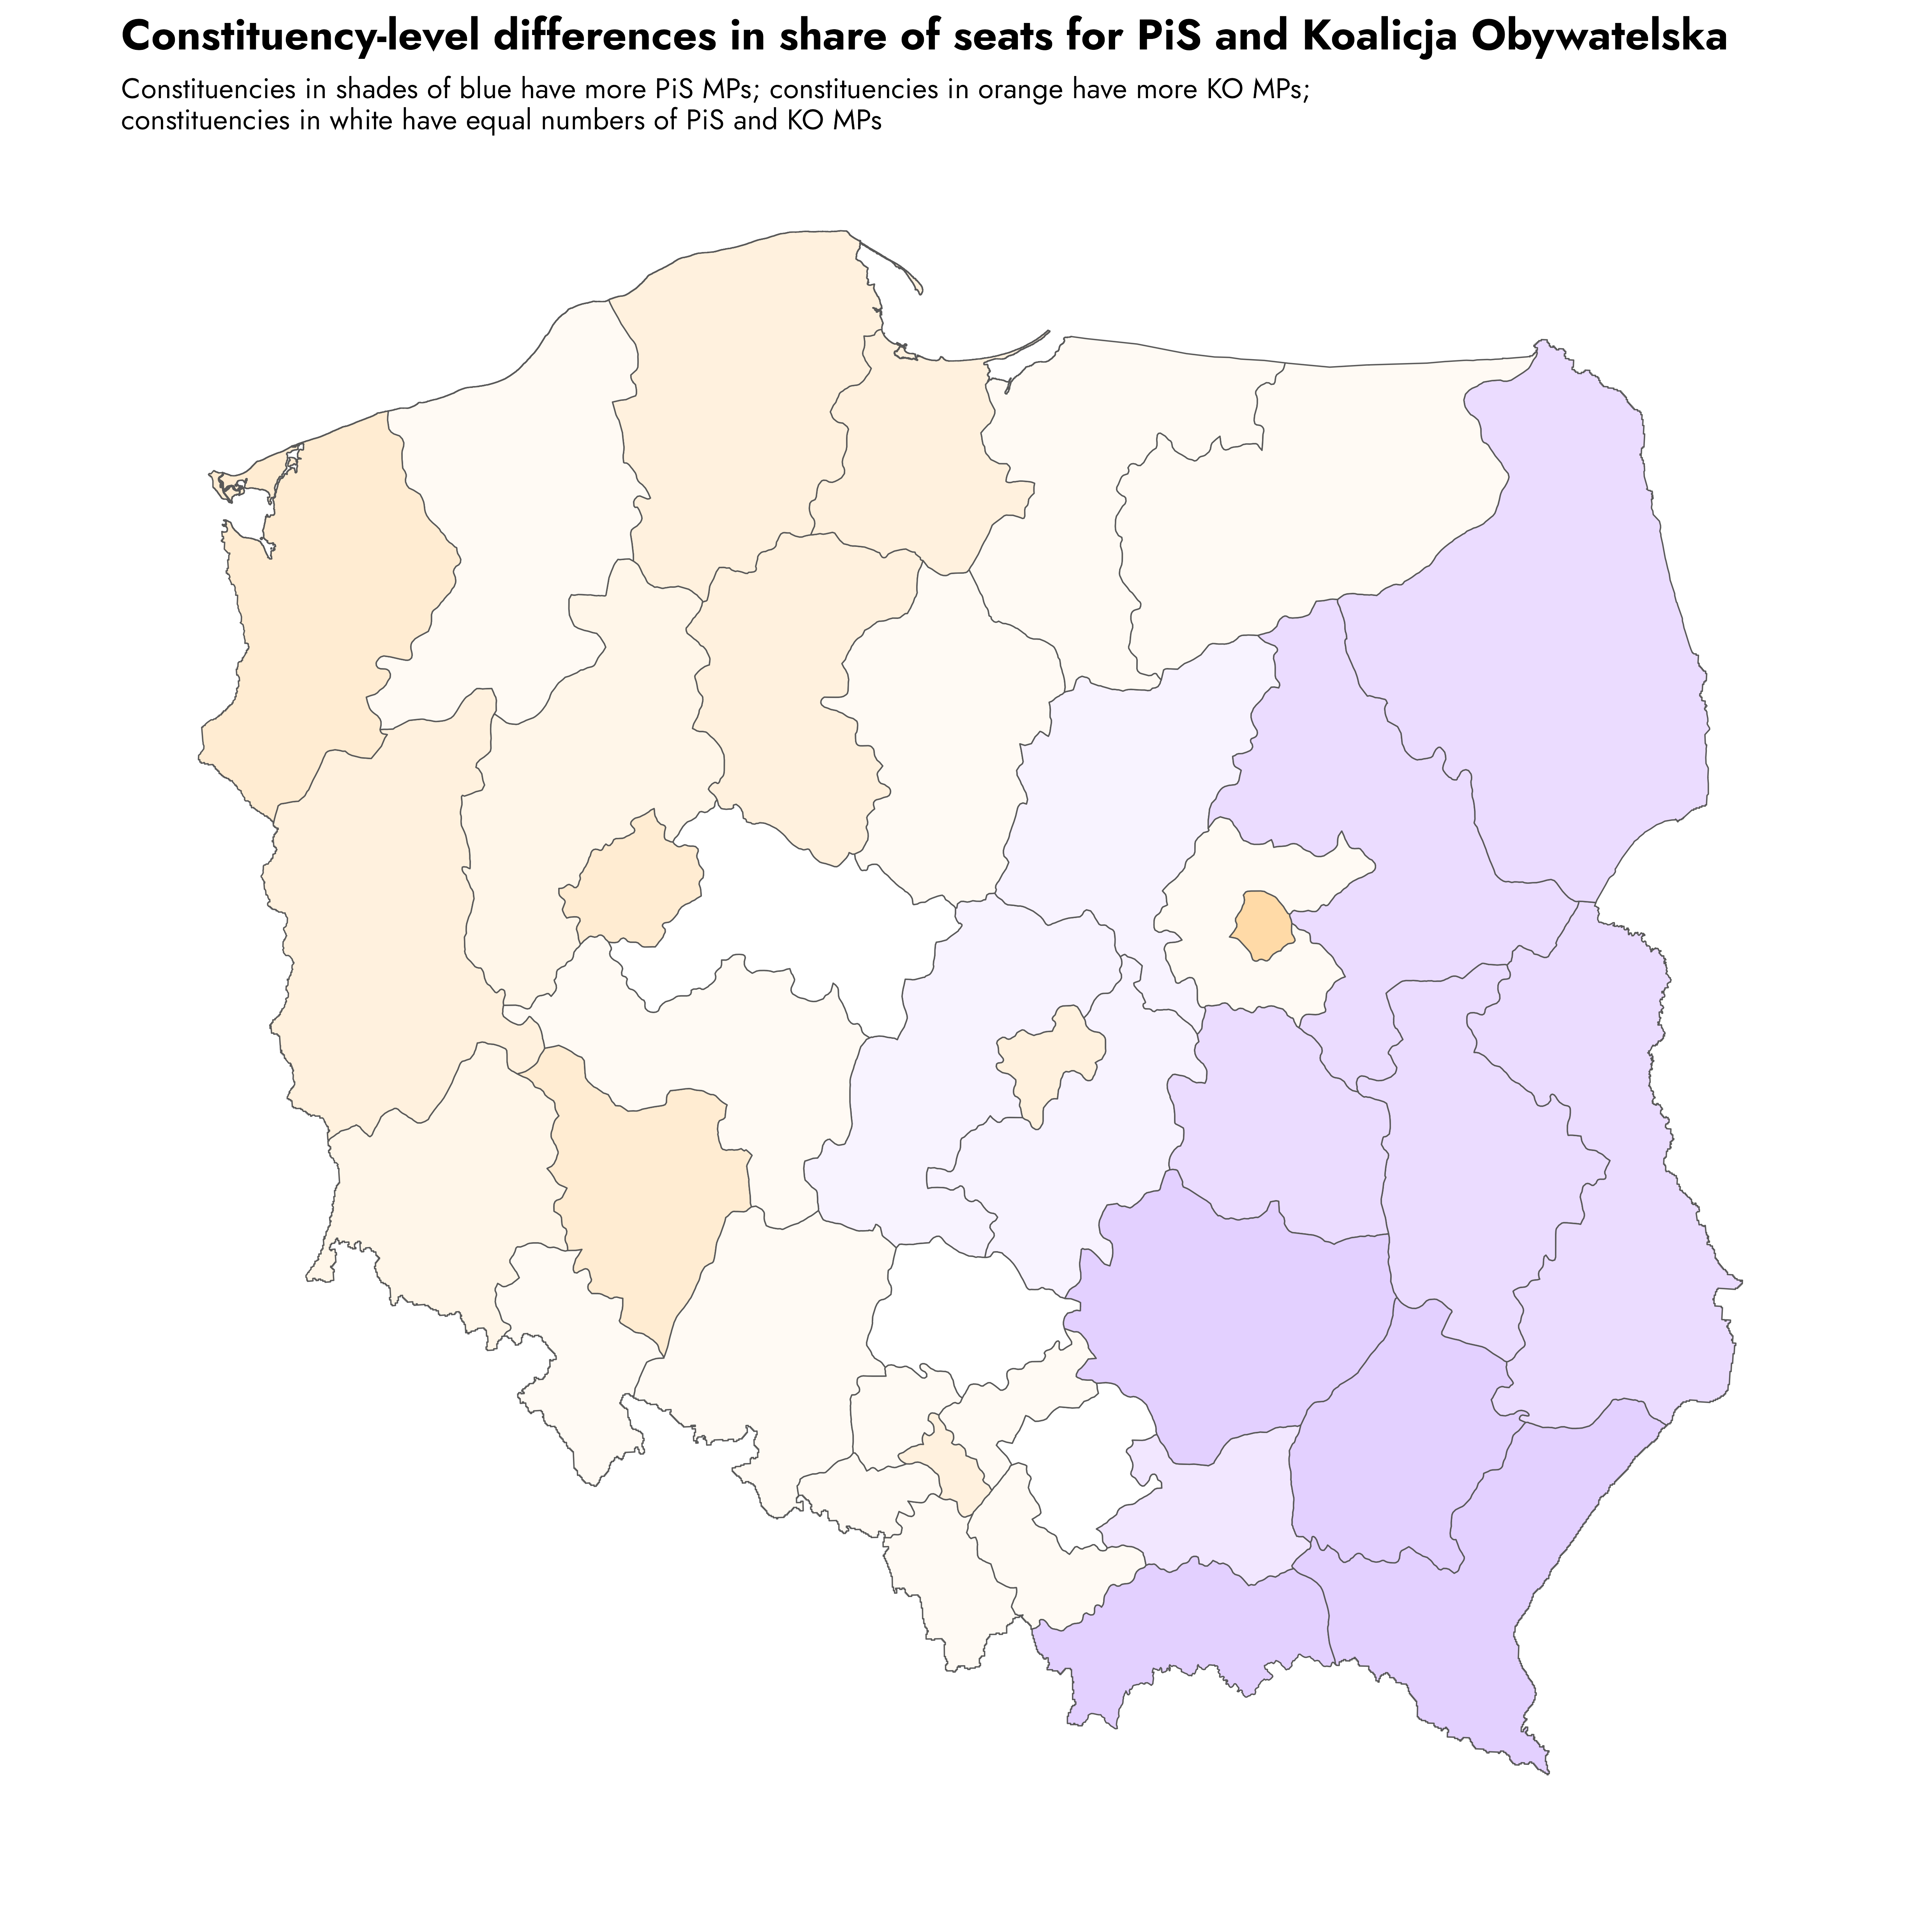 Constituency-level differences in share of seats for PiS and Koalicja Obywatelska
Constituencies in shades of blue have more PiS MPs; constituencies in orange have more KO MPs;
constituencies in white have equal numbers of PiS and KO MPs